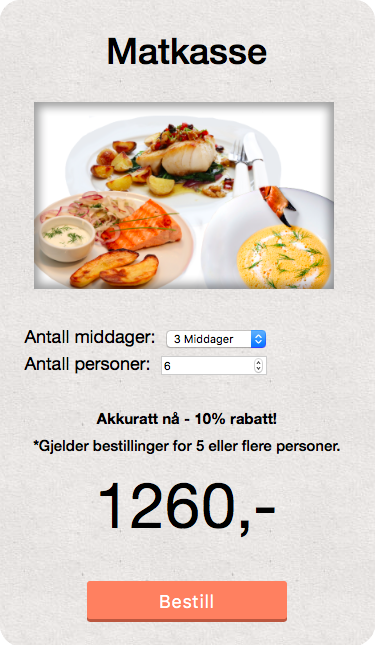 Matkasse
Antall middager: 3 Middager
Antall personer: 6
Akkuratt nå - 10% rabatt!
*Gjelder bestillinger for 5 eller flere personer.
1260,-
Bestill